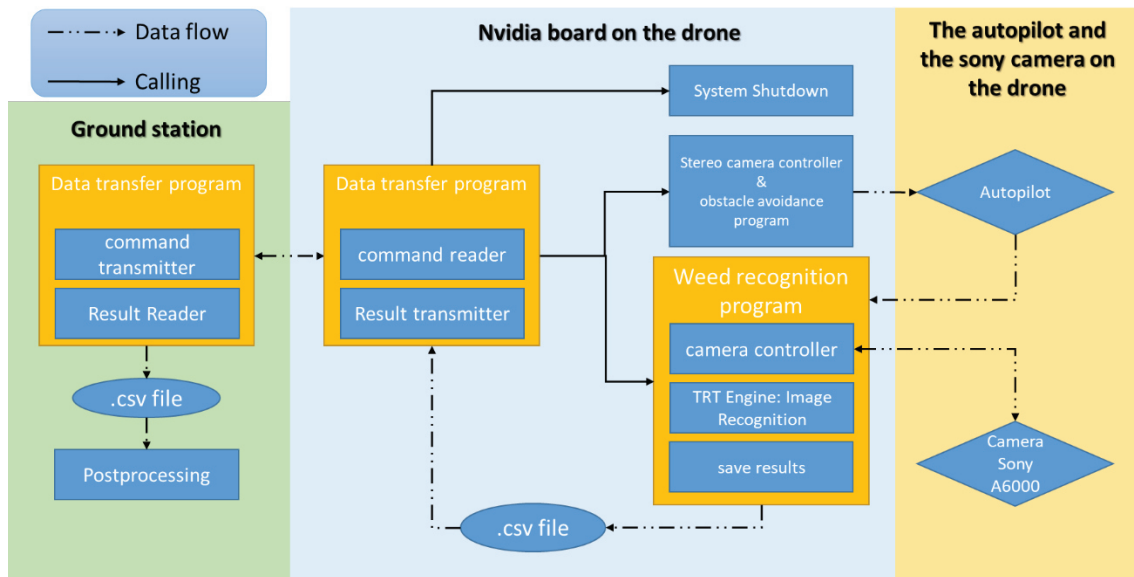 Data flow
Calling
Ground station
Data transfer program
command
transmitter
Result Reader
.csv file
Postprocessing
Nvidia board on the drone
System Shutdown
Data transfer program
command reader
Result transmitter
Stereo camera controller
&
obstacle avoidance
program
Weed recognition
program
camera controller
TRT Engine: Image
Recognition
save results
.csv file
The autopilot and
the sony camera on
the drone
Autopilot
Camera
Sony
A6000